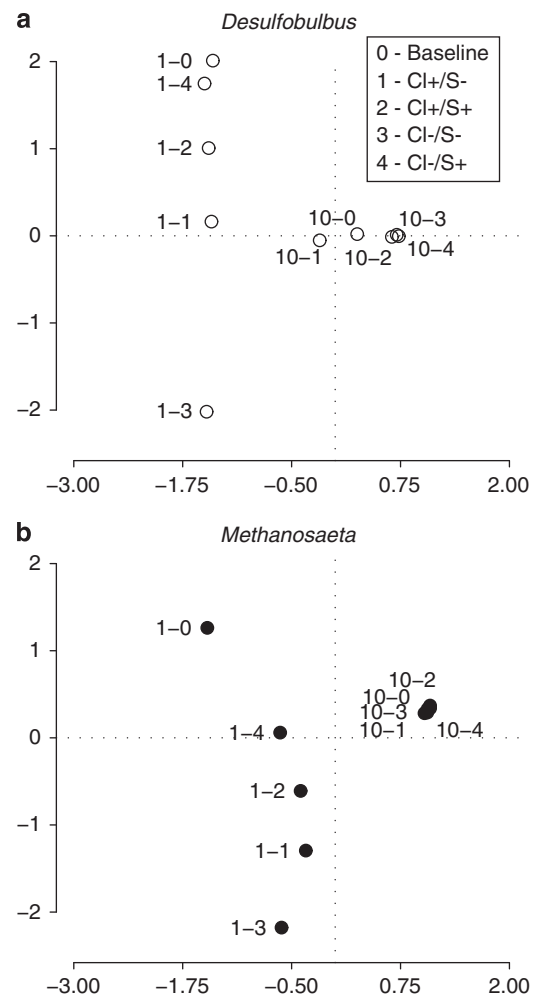 a
Desulfobulbus
2
1
0
−1
−2
1−0
1−4
1−2
1−1
1−3
10−0
10−3
10−1
10−2
10−4
0 - Baseline
1 - Cl+/S-
2 - Cl+/S+
3 - Cl-/S-
4 - Cl-/S+
−3.00 −1.75 −0.50 0.75 2.00
b
Methanosaeta
2
1
0
−1
−2
1−0
1−4
1−2
1−1
1−3
10−2
10−0
10−3
10−1 10−4
−3.00 −1.75 −0.50 0.75 2.00